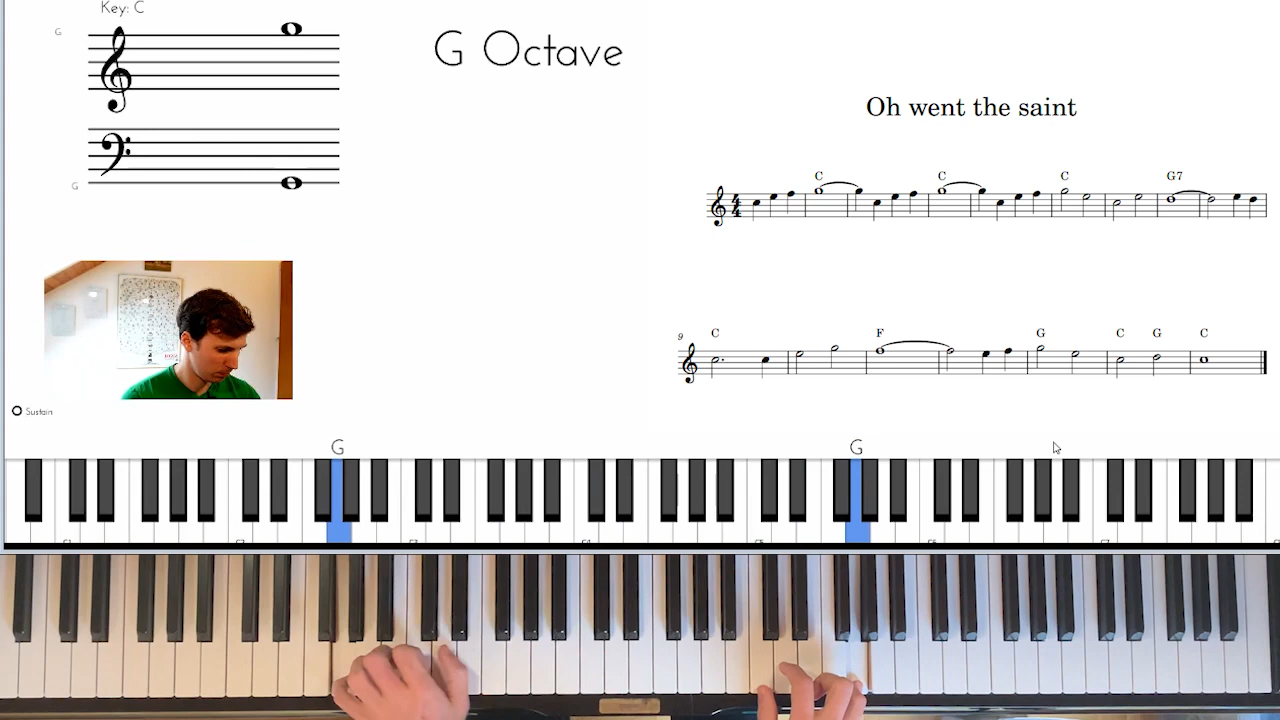 Key: C
G
G Octave
Oh went the saint
C C C G7
G
9
C F G C G C
Sustain
G G